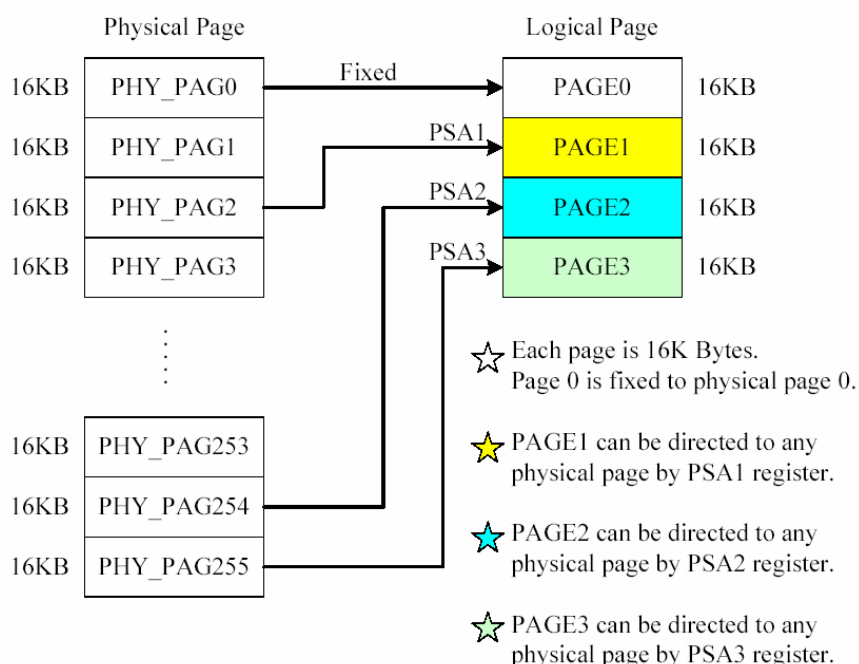 Physical Page
Logical Page
16KB PHY_PAG0 Fixed PAGE0 16KB
16KB PHY_PAG1 PSA1 PAGE1 16KB
16KB PHY_PAG2 PSA2 PAGE2 16KB
16KB PHY_PAG3 PSA3 PAGE3 16KB
16KB PHY_PAG253
16KB PHY_PAG254
16KB PHY_PAG255
Each page is 16K Bytes.
Page 0 is fixed to physical page 0.
PAGE1 can be directed to any
physical page by PSA1 register.
PAGE2 can be directed to any
physical page by PSA2 register.
PAGE3 can be directed to any
physical page by PSA3 register.